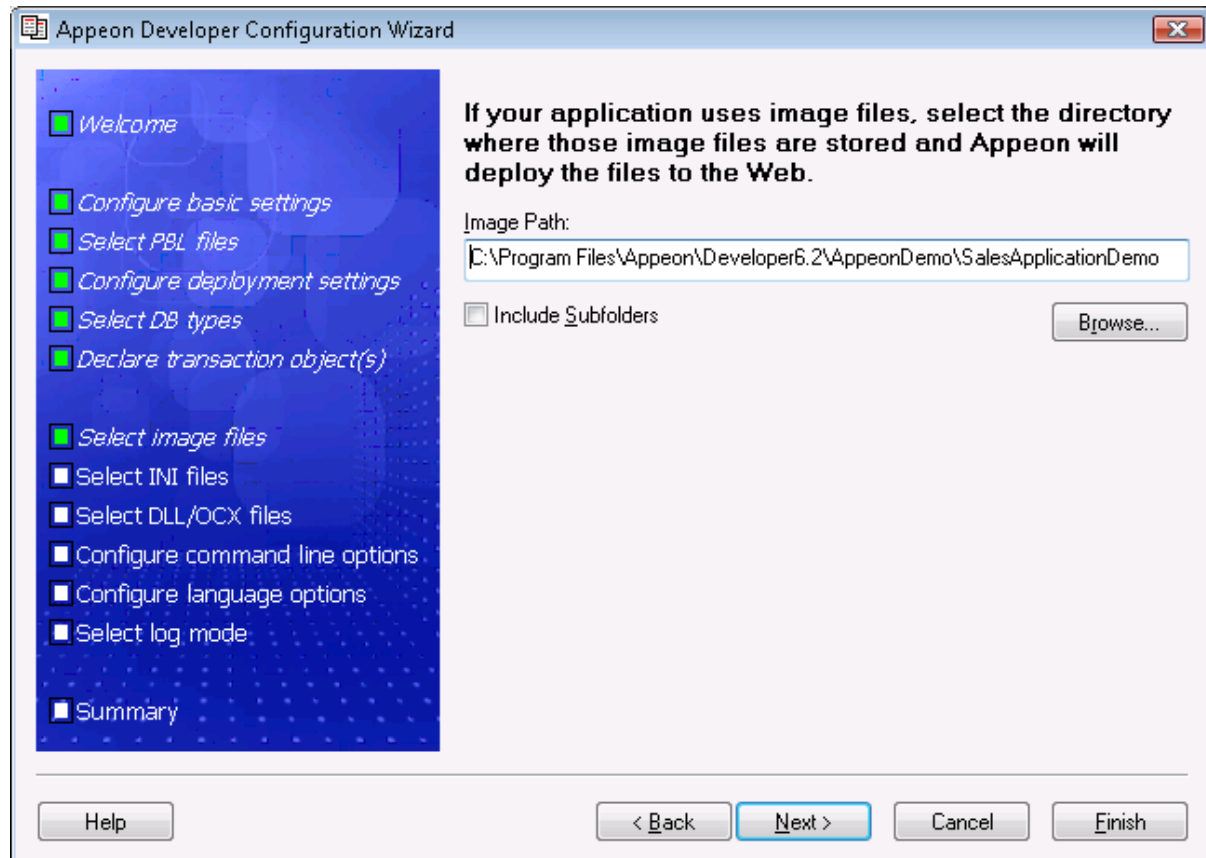 Appeon Developer Configuration Wizard
Welcome
Configure basic settings
Select PBL files
Configure deployment settings
Select DB types
Declare transaction object(s)
Select image files
Select INI files
Select DLL/OCX files
Configure command line options
Configure language options
Select log mode
Summary
If your application uses image files, select the directory
where those image files are stored and Appeon will
deploy the files to the Web.
Image Path:
C:\Program Files\Appeon\Developer6.2\AppeonDemo\SalesApplicationDemo
Include Subfolders
Browse...
Help
< Back
Next >
Cancel
Finish